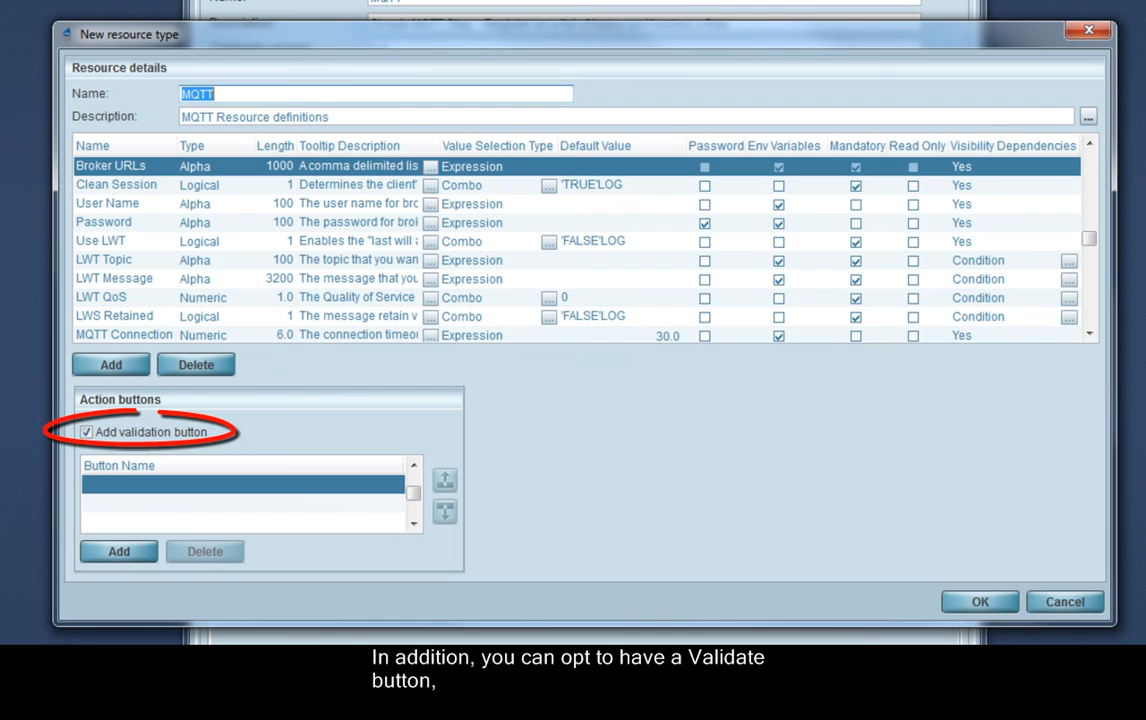 MQTT
New resource type
Resource details
Name: MQTT
Description: MQTT Resource definitions ...
Name Type Length Tooltip Description Value Selection Type Default Value Password Env Variables Mandatory Read Only Visibility Dependencies
Broker URLs Alpha 1000 A comma delimited lis ... Expression Yes
Clean Session Logical 1 Determines the client' ... Combo ... 'TRUE'LOG Yes
User Name Alpha 100 The user name for brc ... Expression Yes
Password Alpha 100 The password for brol ... Expression Yes
Use LWT Logical 1 Enables the "last will a ... Combo ... 'FALSE'LOG Yes
LWT Topic Alpha 100 The topic that you wan ... Expression Condition ...
LWT Message Alpha 3200 The message that you ... Expression Condition ...
LWT QoS Numeric 1.0 The Quality of Service ... Combo ... 0 Condition ...
LWS Retained Logical 1 The message retain v ... Combo ... 'FALSE'LOG Condition ...
MQTT Connection Numeric 6.0 The connection timeou ... Expression 30.0 Yes
Add Delete
Action buttons
Add validation button
Button Name
Add Delete
OK Cancel
In addition, you can opt to have a Validate
button,